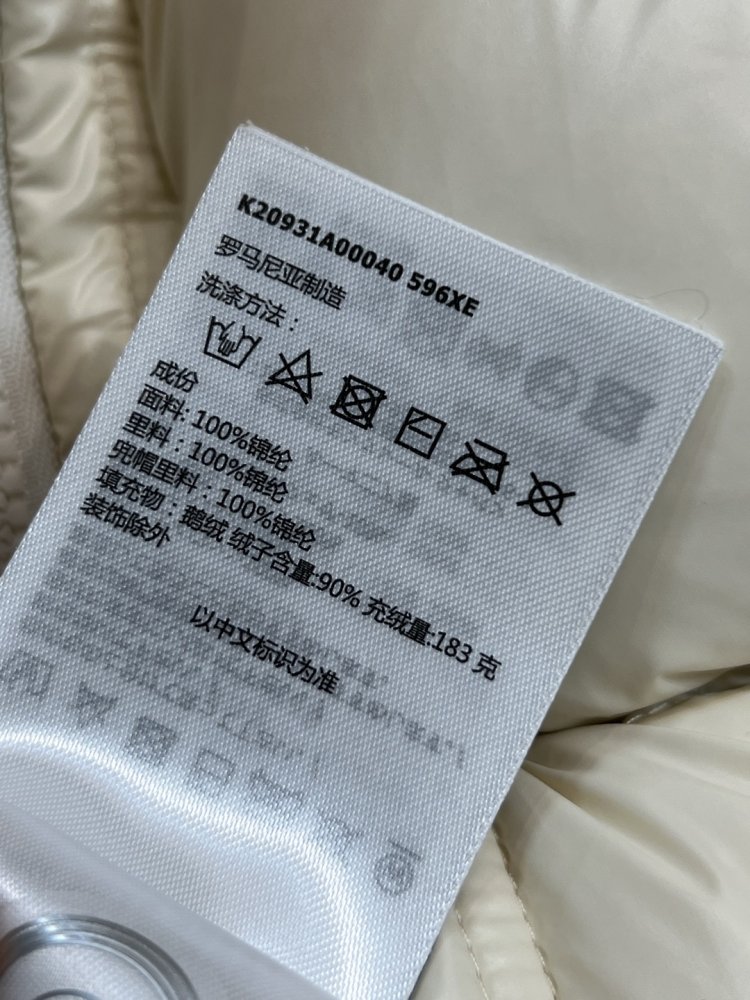 K20931A00040 596XE
罗马尼亚制造
洗涤方法：
成份
面料: 100%锦纶
里料：100%锦纶
兜帽里料：100%锦纶
填充物：鹅绒 绒子含量:90% 充绒量:183 克
装饰除外
以中文标识为准